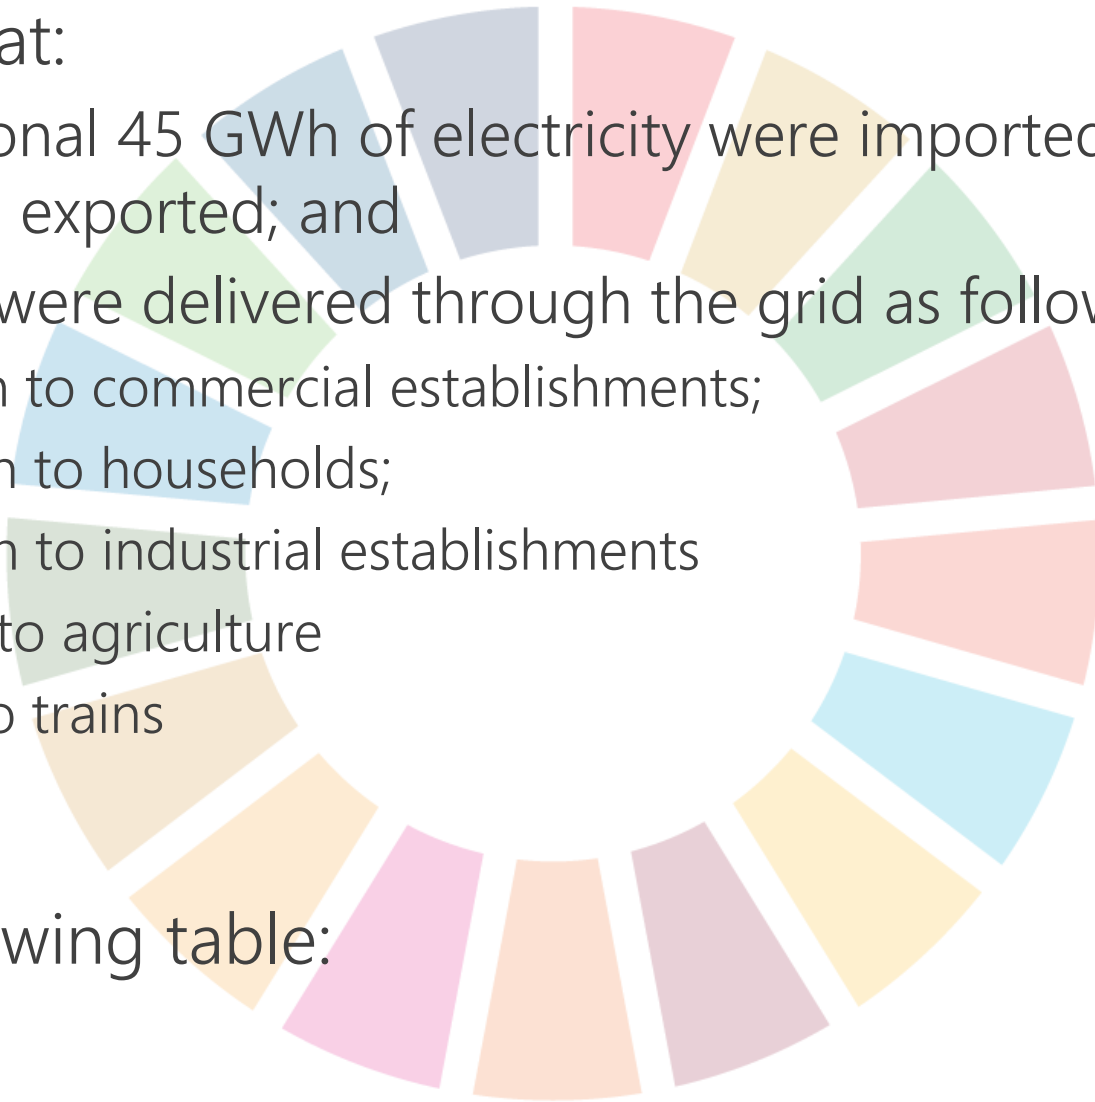 at:
onal 45 GWh of electricity were imported
exported; and
were delivered through the grid as follow
to commercial establishments;
to households;
to industrial establishments
to agriculture
trains
wing table: